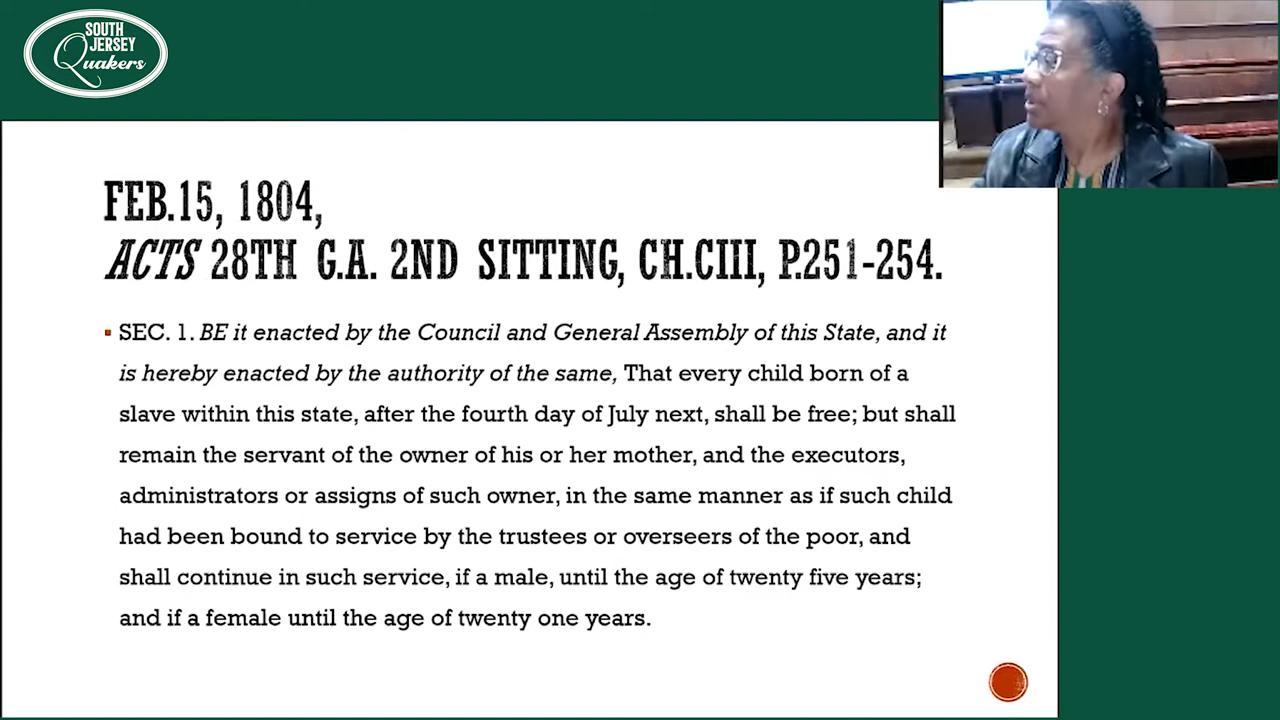 SOUTH
JERSEY
Quakers
FEB.15, 1804,
ACTS 28TH G.A. 2ND SITTING, CH.CIII, P.251-254.
SEC. 1. BE it enacted by the Council and General Assembly of this State, and it
is hereby enacted by the authority of the same, That every child born of a
slave within this state, after the fourth day of July next, shall be free; but shall
remain the servant of the owner of his or her mother, and the executors,
administrators or assigns of such owner, in the same manner as if such child
had been bound to service by the trustees or overseers of the poor, and
shall continue in such service, if a male, until the age of twenty five years;
and if a female until the age of twenty one years.